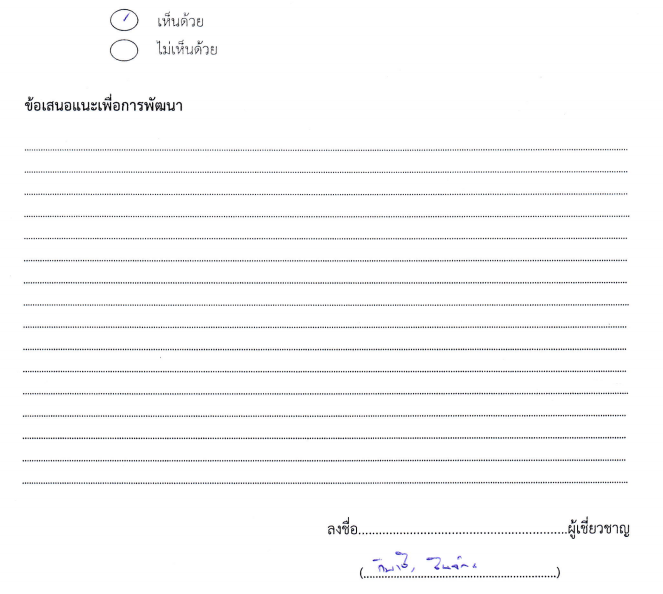 เห็นด้วย
ไม่เห็นด้วย
ข้อเสนอแนะเพื่อการพัฒนา
ลงชื่อ................................................ผู้เชี่ยวชาญ